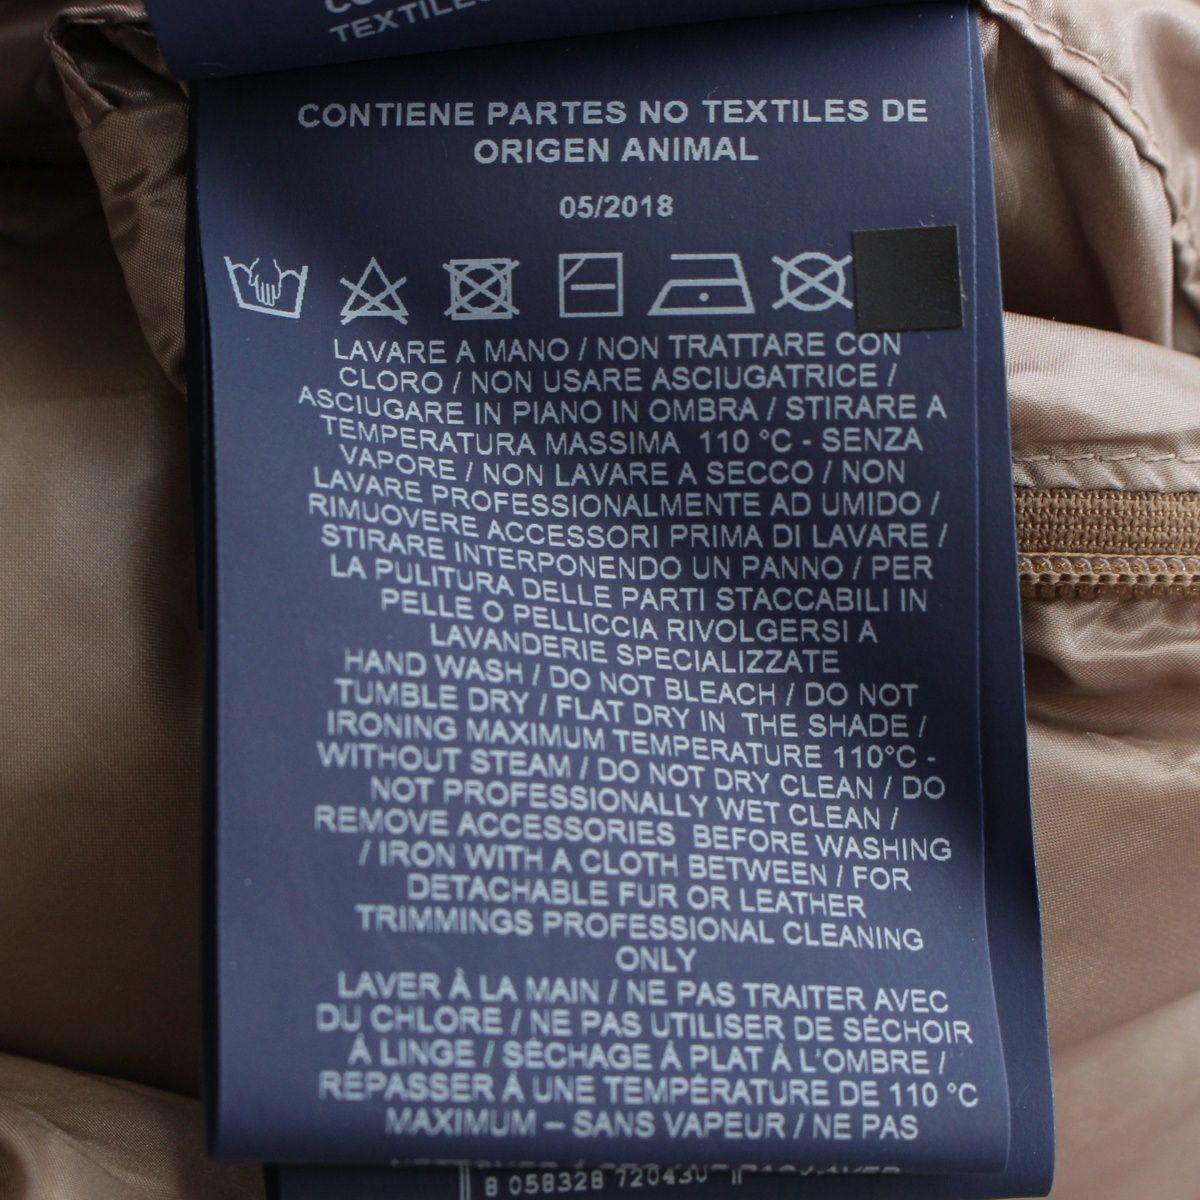 TEXTILES
CONTIENE PARTES NO TEXTILES DE
ORIGEN ANIMAL
05/2018
LAVARE A MANO / NON TRATTARE CON
CLORO / NON USARE ASCIUGATRICE /
ASCIUGARE IN PIANO IN OMBRA / STIRARE A
TEMPERATURA MASSIMA 110 °C - SENZA
VAPORE / NON LAVARE A SECCO / NON
LAVARE PROFESSIONALMENTE AD UMIDO /
RIMUOVERE ACCESSORI PRIMA DI LAVARE /
STIRARE INTERPONENDO UN PANNO / PER
LA PULITURA DELLE PARTI STACCABILI IN
PELLE O PELLICCIA RIVOLGERSI A
LAVANDERIE SPECIALIZZATE
HAND WASH / DO NOT BLEACH / DO NOT
TUMBLE DRY / FLAT DRY IN THE SHADE /
IRONING MAXIMUM TEMPERATURE 110°C -
WITHOUT STEAM / DO NOT DRY CLEAN / DO
NOT PROFESSIONALLY WET CLEAN /
REMOVE ACCESSORIES BEFORE WASHING
/ IRON WITH A CLOTH BETWEEN / FOR
DETACHABLE FUR OR LEATHER
TRIMMINGS PROFESSIONAL CLEANING
ONLY
LAVER À LA MAIN / NE PAS TRAITER AVEC
DU CHLORE / NE PAS UTILISER DE SÉCHOIR
À LINGE / SÉCHAGE À PLAT À L'OMBRE /
REPASSER À UNE TEMPÉRATURE DE 110 °C
MAXIMUM – SANS VAPEUR / NE PAS
8 058328 720430